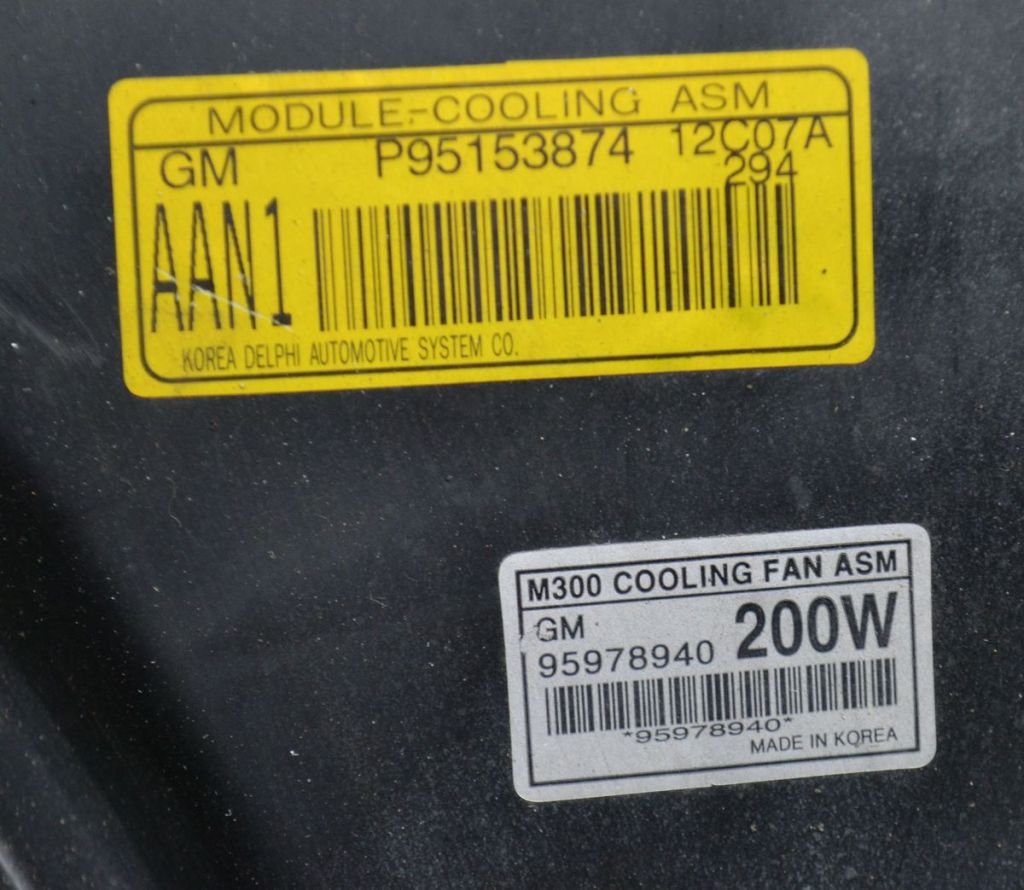 MODULE-COOLING ASM
GM P95153874 12C07A
294
AAN1
KOREA DELPHI AUTOMOTIVE SYSTEM CO.
M300 COOLING FAN ASM
GM 200W
95978940
*95978940*
MADE IN KOREA